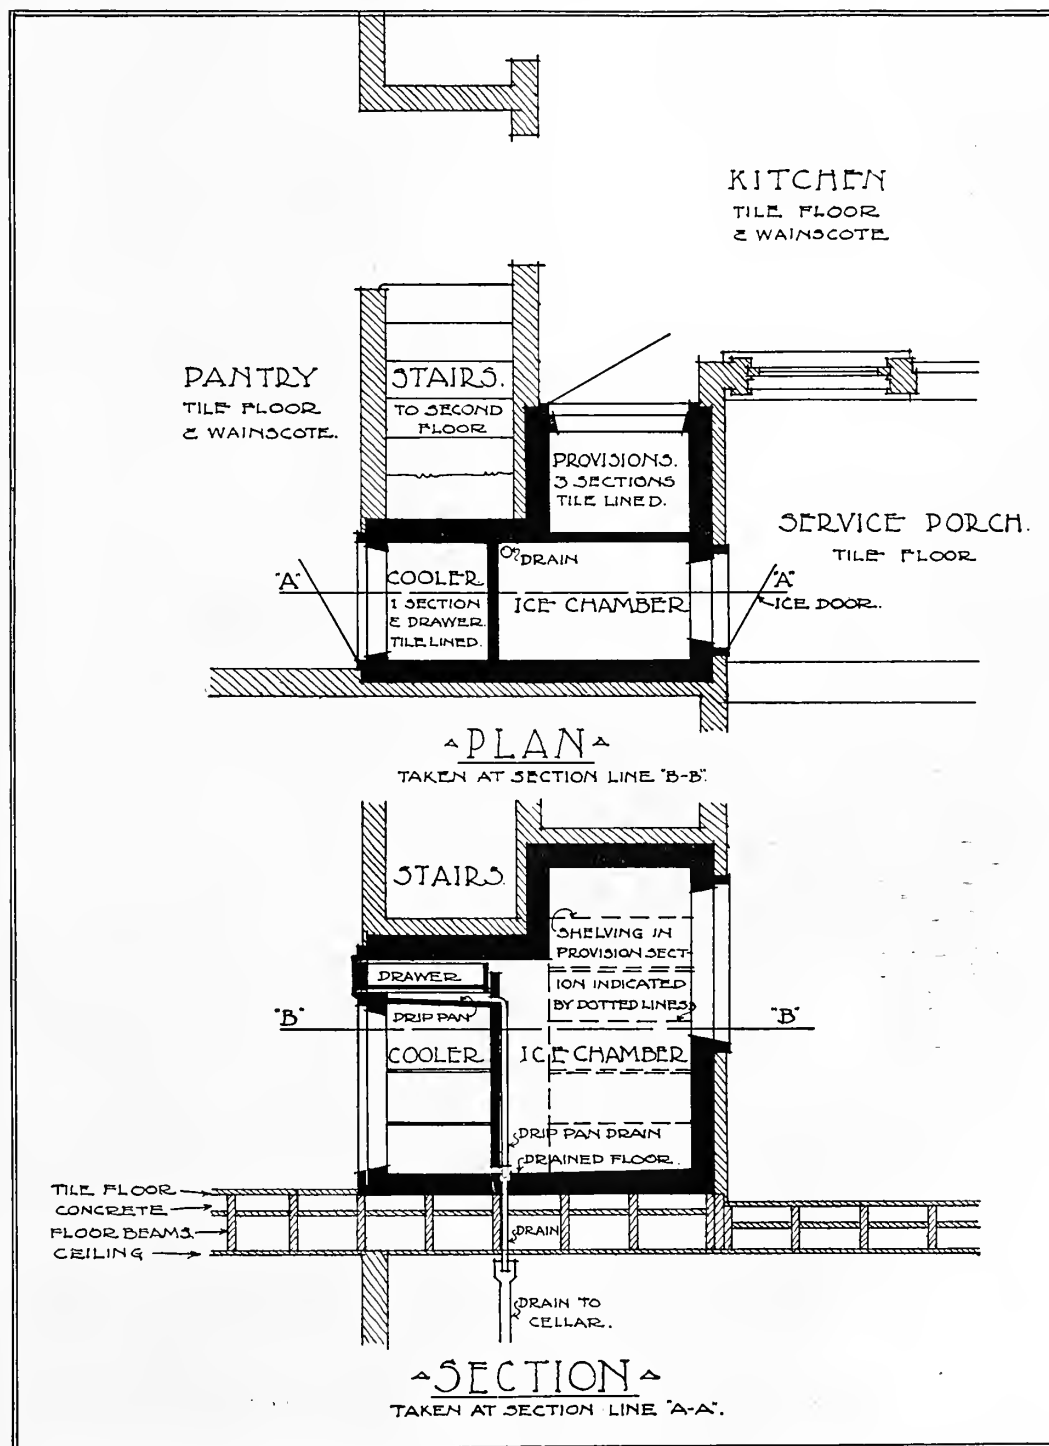 KITCHEN
TILE FLOOR
& WAINSCOTE
PANTRY
TILE FLOOR
& WAINSCOTE.
STAIRS.
TO SECOND
FLOOR
PROVISIONS.
3 SECTIONS
TILE LINED.
SERVICE PORCH.
TILE FLOOR
DRAIN
"A"
COOLER
1 SECTION
& DRAWER.
TILE LINED.
ICE CHAMBER
"A"
ICE DOOR.
PLAN
TAKEN AT SECTION LINE "B-B".
STAIRS.
SHELVING IN
PROVISION SECT-
ION INDICATED
BY DOTTED LINES
DRAWER
DRIP PAN
"B"
"B"
COOLER
ICE CHAMBER
DRIP PAN DRAIN
DRAINED FLOOR.
TILE FLOOR
CONCRETE
FLOOR BEAMS.
CEILING
DRAIN
DRAIN TO
CELLAR.
SECTION
TAKEN AT SECTION LINE "A-A".